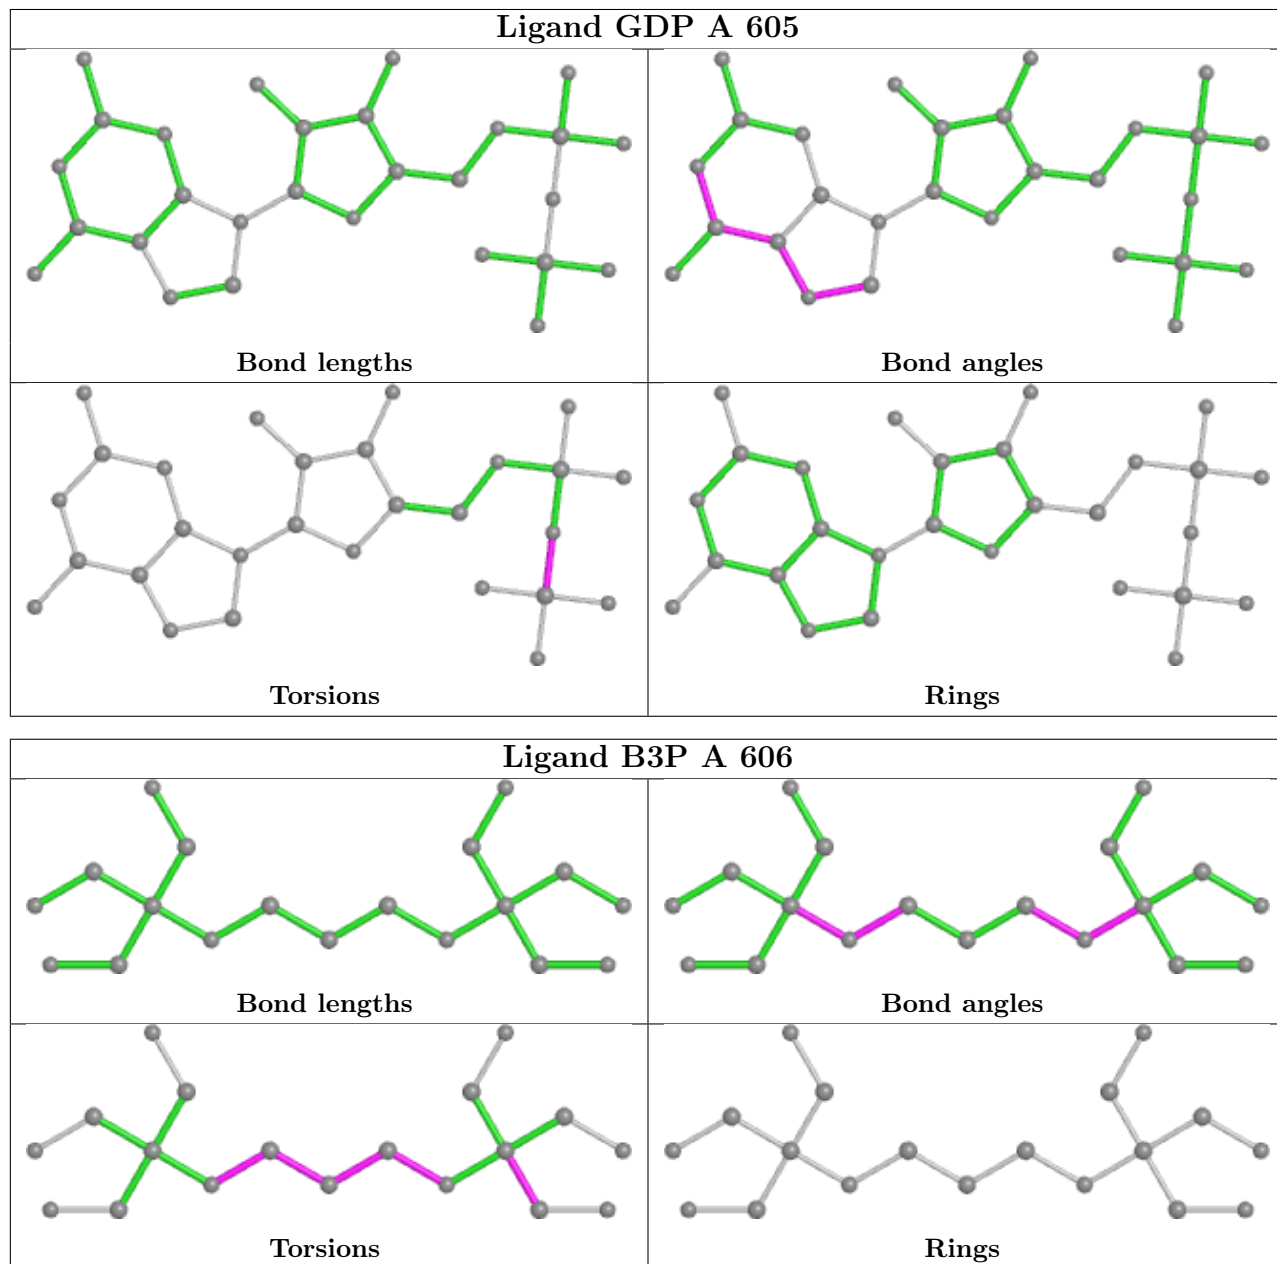 Ligand GDP A 605
Bond lengths
Bond angles
Torsions
Rings
Ligand B3P A 606
Bond lengths
Bond angles
Torsions
Rings